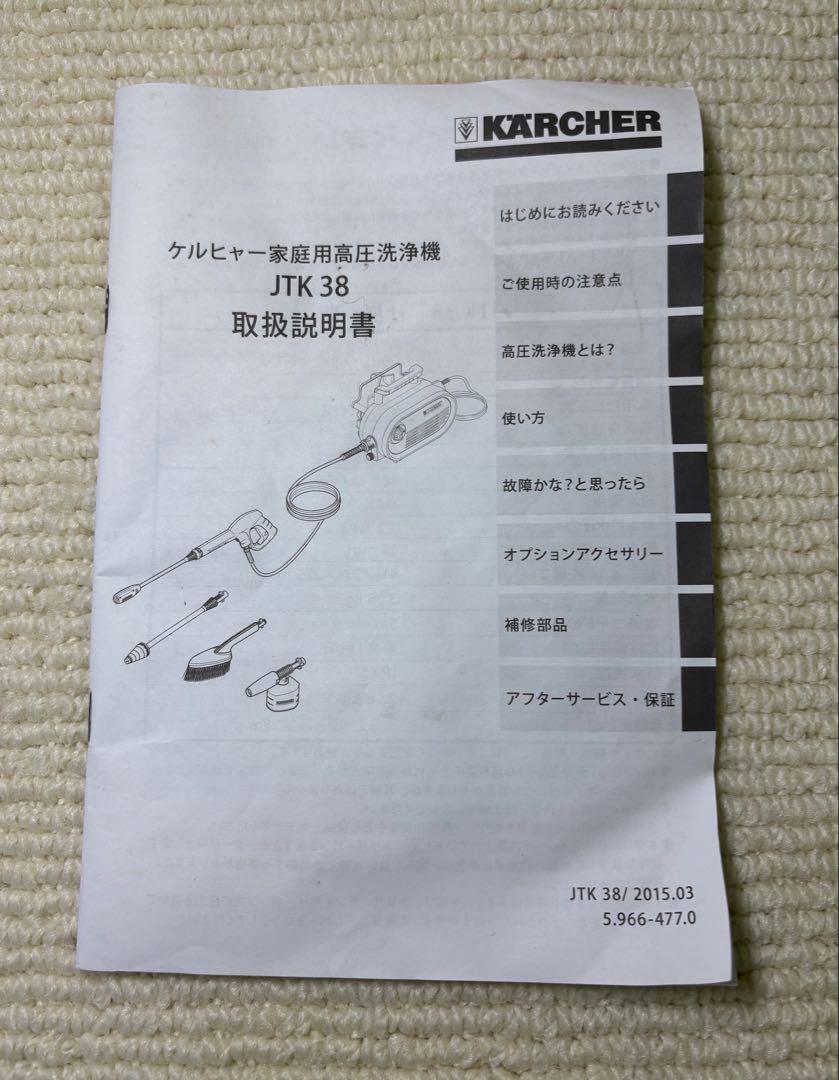 KÄRCHER
ケルヒャー家庭用高圧洗浄機
JTK 38
取扱説明書
はじめにお読みください
ご使用時の注意点
高圧洗浄機とは？
使い方
故障かな？と思ったら
オプションアクセサリー
補修部品
アフターサービス・保証
JTK 38/ 2015.03
5.966-477.0